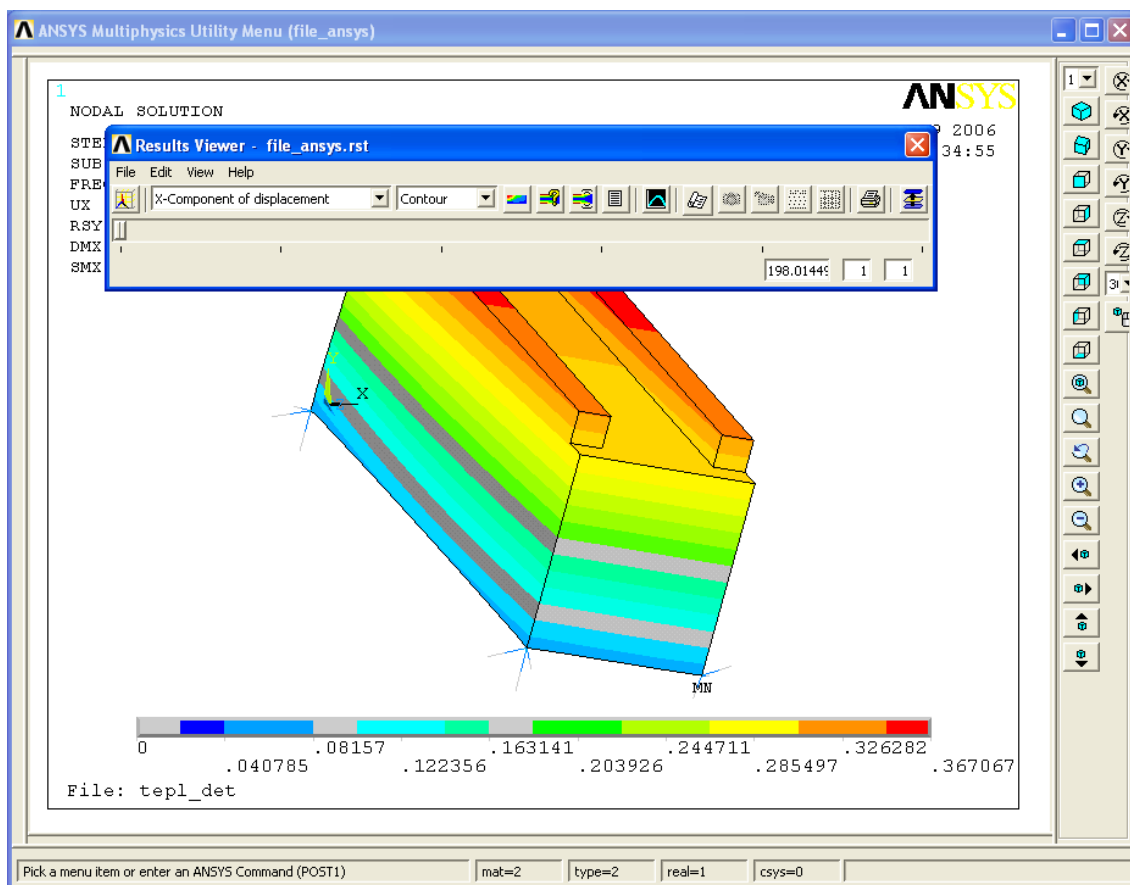 ANSYS Multiphysics Utility Menu (file_ansys)
1
ANSYS
NODAL SOLUTION
2006
STE
34:55
SUB
FRE
UX
RSY
DMX
SMX
Results Viewer - file_ansys.rst
File Edit View Help
X-Component of displacement Contour
198.01449 1 1
1
X
Y
Z
X
MN
0 .08157 .163141 .244711 .326282
.040785 .122356 .203926 .285497 .367067
File: tepl_det
Pick a menu item or enter an ANSYS Command (POST1) mat=2 type=2 real=1 csys=0